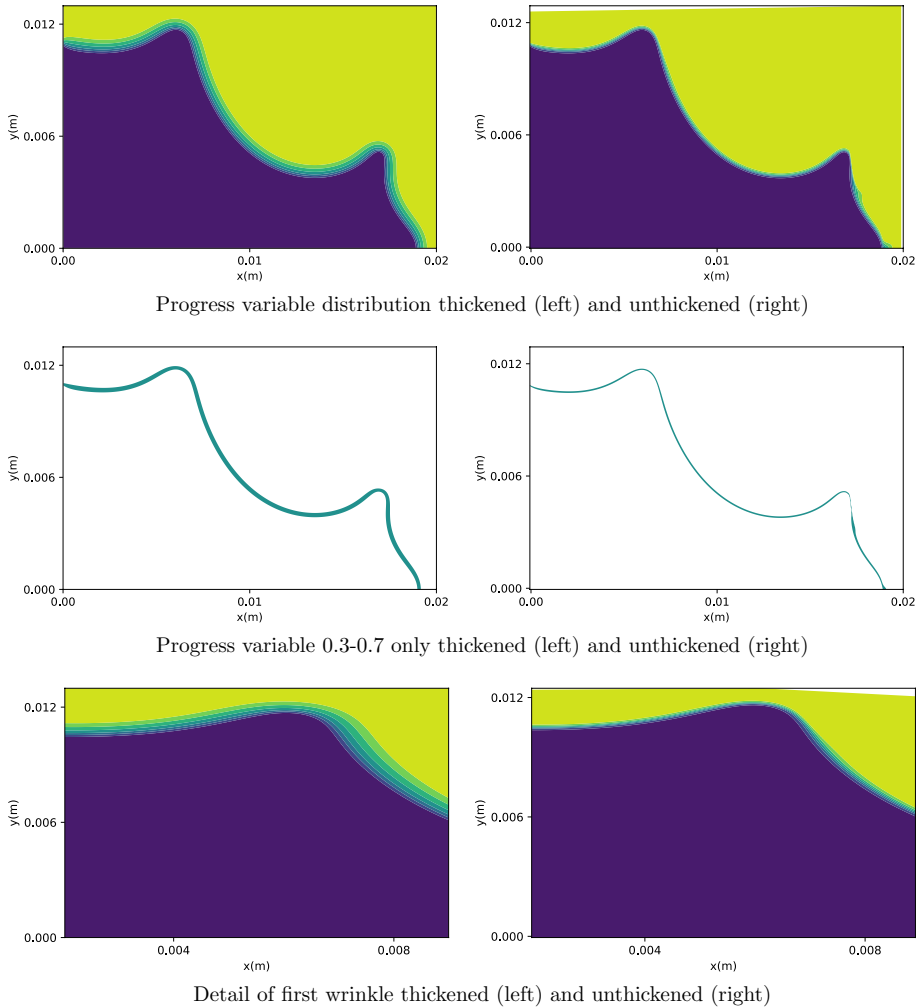 0.012
0.006
0.000
y(m)
0.00 0.01 0.02
x(m)
0.012
0.006
0.000
y(m)
0.00 0.01 0.02
x(m)
Progress variable distribution thickened (left) and unthickened (right)
0.012
0.006
0.000
y(m)
0.00 0.01 0.02
x(m)
0.012
0.006
0.000
y(m)
0.00 0.01 0.02
x(m)
Progress variable 0.3-0.7 only thickened (left) and unthickened (right)
0.012
0.006
0.000
y(m)
0.004 0.008
x(m)
0.012
0.006
0.000
y(m)
0.004 0.008
x(m)
Detail of first wrinkle thickened (left) and unthickened (right)